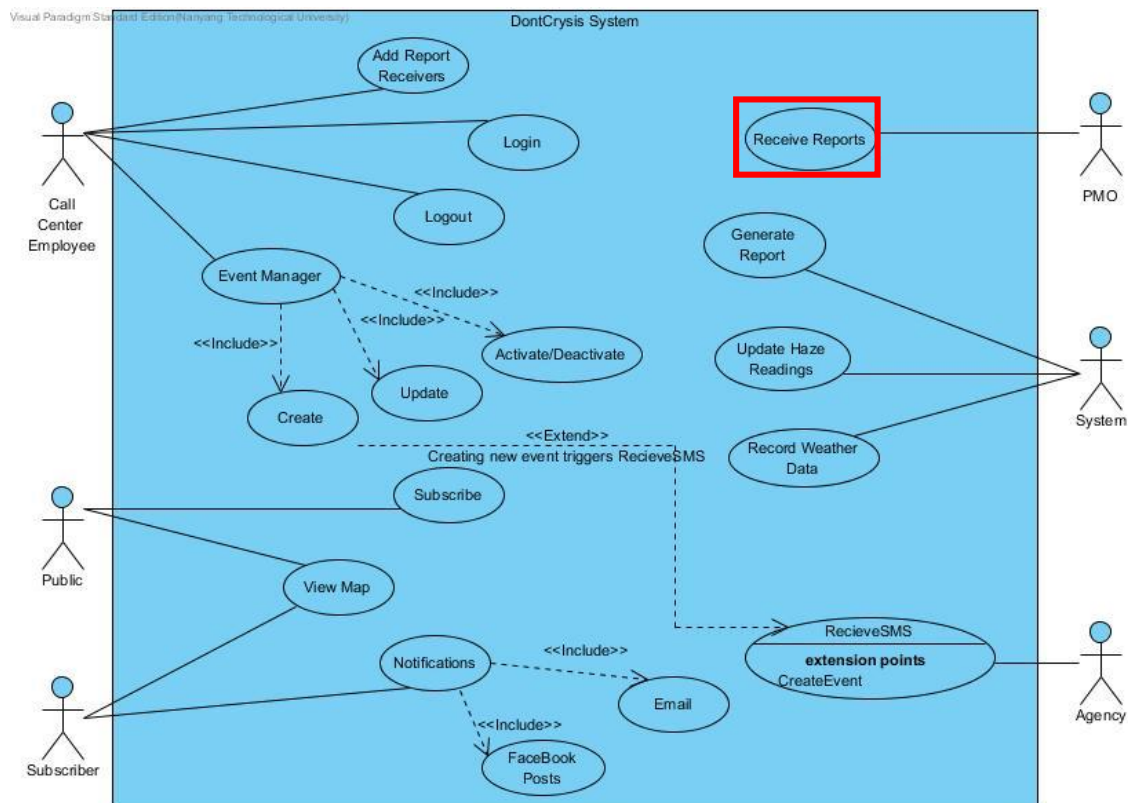 Visual Paradigm Standard Edition(Nanyang Technological University)
DontCrysis System
Add Report
Receivers
Login
Receive Reports
Call
Center
Employee
PMO
Logout
Generate
Report
Event Manager
<<Include>>
<<Include>>
<<Include>>
Activate/Deactivate
Update Haze
Readings
Update
Create
System
<<Extend>>
Creating new event triggers RecieveSMS
Record Weather
Data
Subscribe
Public
View Map
RecieveSMS
extension points
CreateEvent
Notifications
<<Include>>
Email
Agency
<<Include>>
FaceBook
Posts
Subscriber